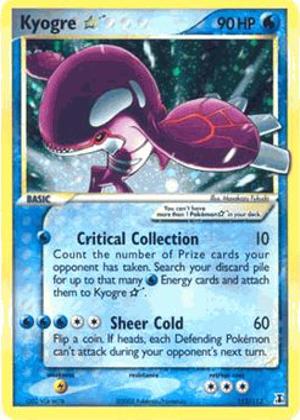 Kyogre ☆ 90 HP
BASIC
Illus. Masakazu Fukuda
You can't have
more than 1 Pokémon☆ in your deck.
Critical Collection 10
Count the number of Prize cards your
opponent has taken. Search your discard pile
for up to that many Energy cards and attach
them to Kyogre ☆.
Sheer Cold 60
Flip a coin. If heads, each Defending Pokémon
can't attack during your opponent's next turn.
weakness resistance retreat cost